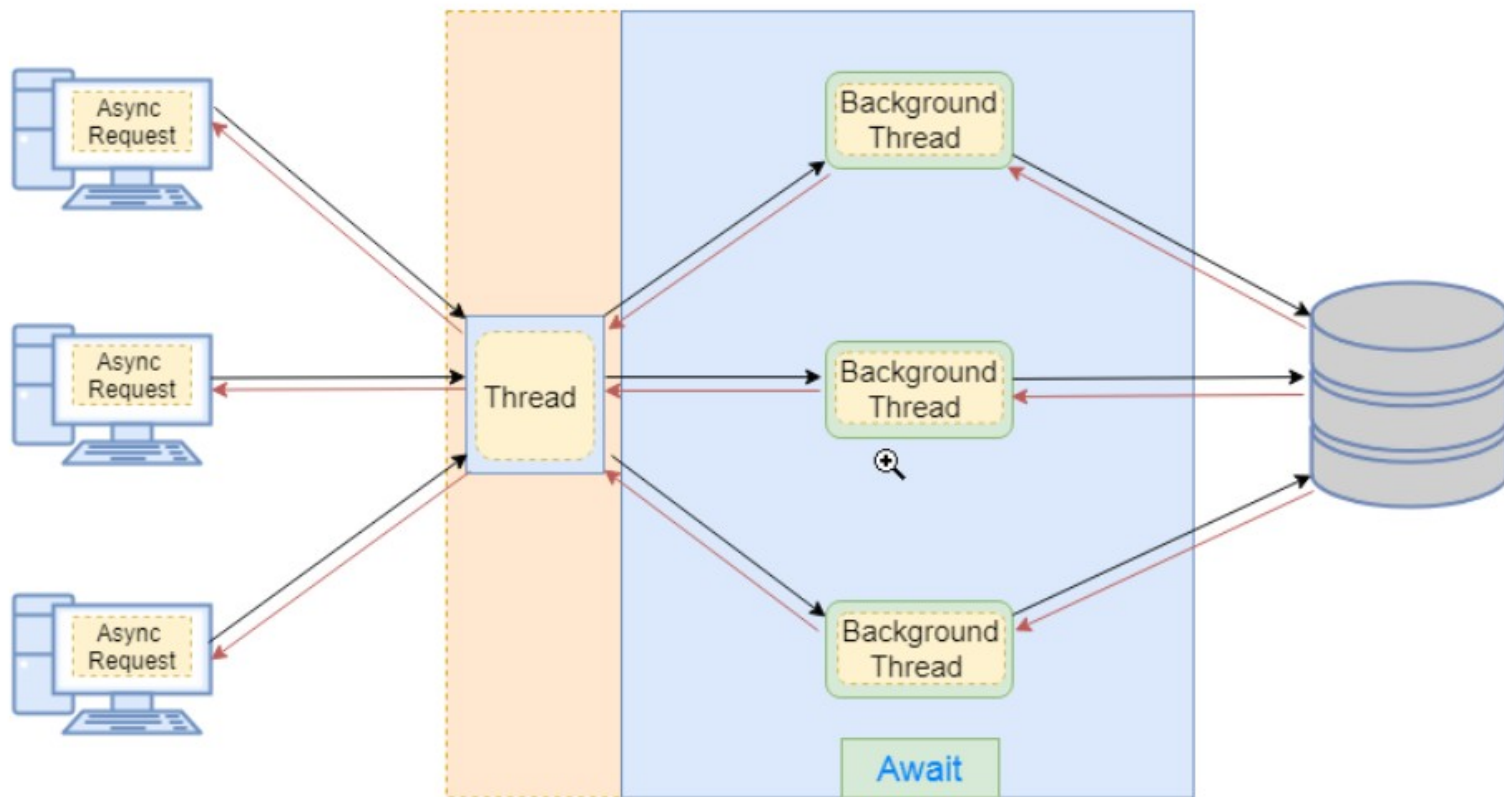 Async
Request
Background
Thread
Async
Request
Thread
Background
Thread
Async
Request
Background
Thread
Await